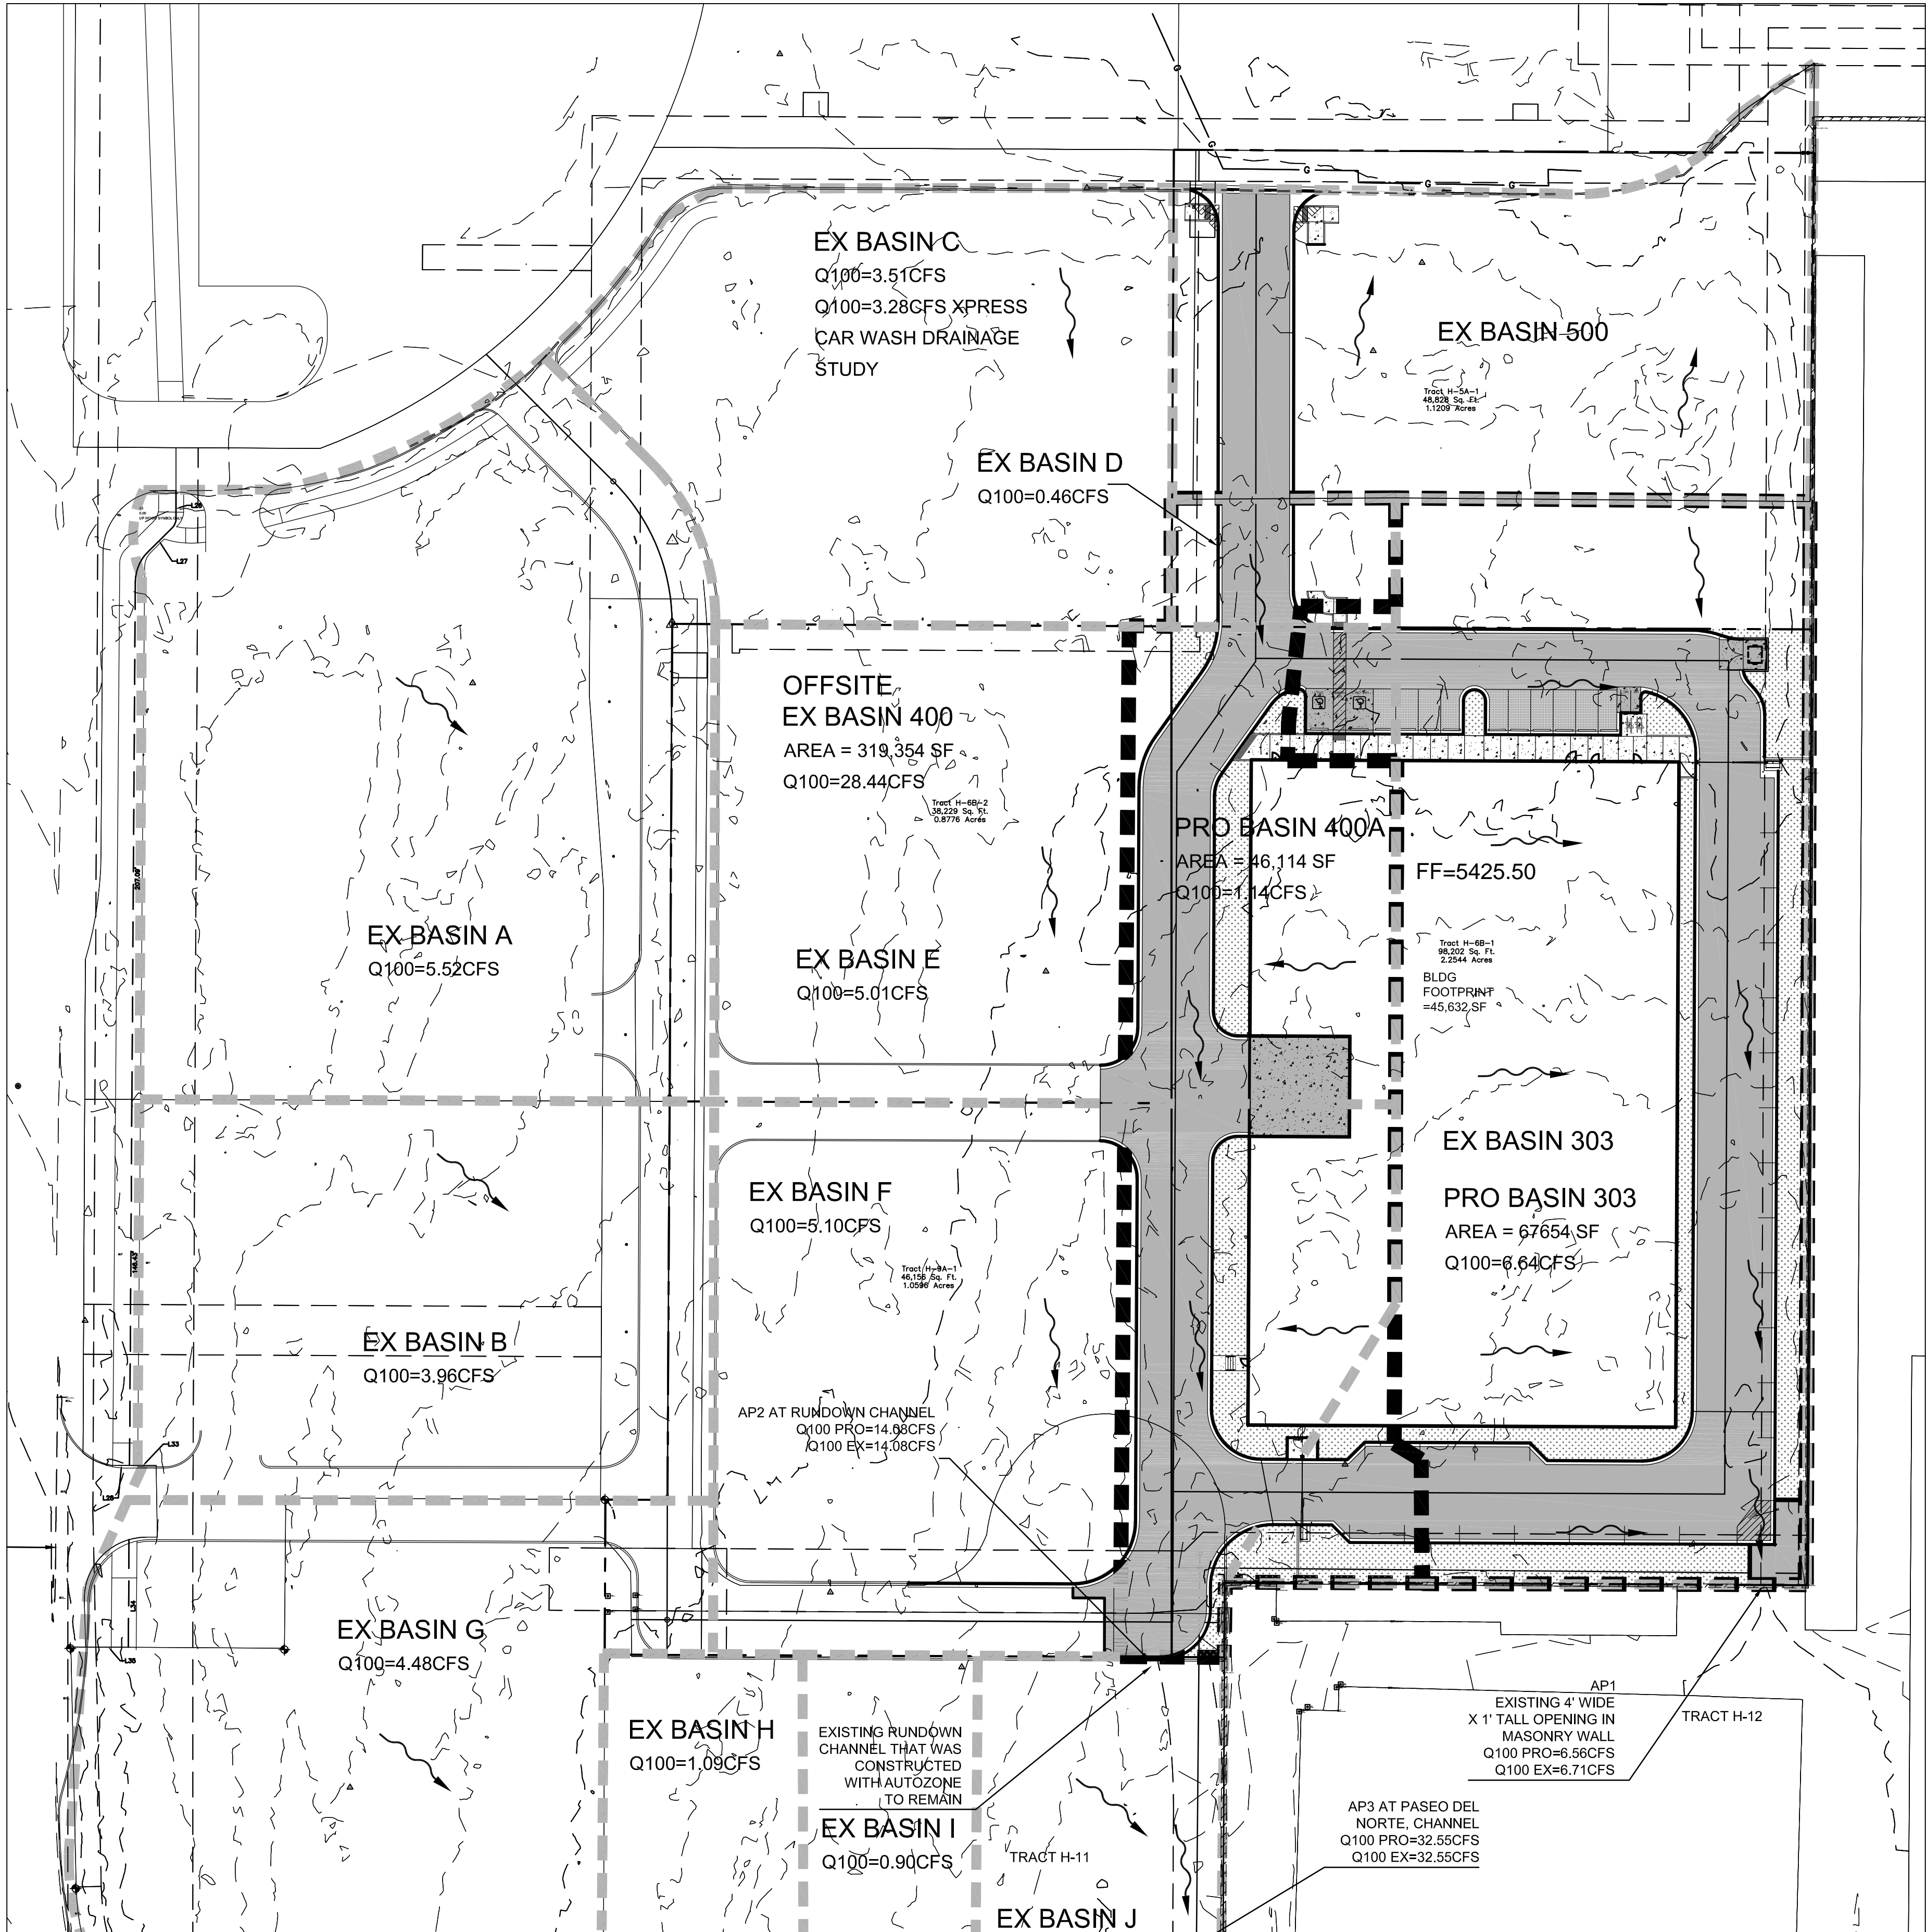 G
G
G
G
G
EX BASIN C
Q100=3.51CFS
Q100=3.28CFS XPRESS
CAR WASH DRAINAGE
STUDY
EX BASIN 500
Tract H-5A-1
48,828 Sq. Ft.
1.1209 Acres
EX BASIN D
Q100=0.46CFS
L27
OFFSITE
EX BASIN 400
AREA = 319,354 SF
Q100=28.44CFS
Tract H-6B-2
38,229 Sq. Ft.
0.8776 Acres
PRO BASIN 400A
AREA = 46,114 SF
Q100=1.14CFS
FF=5425.50
EX BASIN A
Q100=5.52CFS
EX BASIN E
Q100=5.01CFS
Tract H-6B-1
98,202 Sq. Ft.
2.2544 Acres
BLDG
FOOTPRINT
=45,632 SF
EX BASIN 303
EX BASIN F
Q100=5.10CFS
PRO BASIN 303
AREA = 67654 SF
Q100=6.64CFS
Tract H-9A-1
46,156 Sq. Ft.
1.0596 Acres
EX BASIN B
Q100=3.96CFS
AP2 AT RUNDOWN CHANNEL
Q100 PRO=14.08CFS
Q100 EX=14.08CFS
L33
L34
L35
EX BASIN G
Q100=4.48CFS
EX BASIN H
Q100=1.09CFS
EXISTING RUNDOWN
CHANNEL THAT WAS
CONSTRUCTED
WITH AUTOZONE
TO REMAIN
AP1
EXISTING 4' WIDE
X 1' TALL OPENING IN
MASONRY WALL
Q100 PRO=6.56CFS
Q100 EX=6.71CFS
TRACT H-12
EX BASIN I
Q100=0.90CFS
TRACT H-11
AP3 AT PASEO DEL
NORTE, CHANNEL
Q100 PRO=32.55CFS
Q100 EX=32.55CFS
EX BASIN J